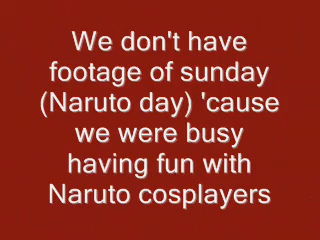 We don't have
footage of sunday
(Naruto day) 'cause
we were busy
having fun with
Naruto cosplayers